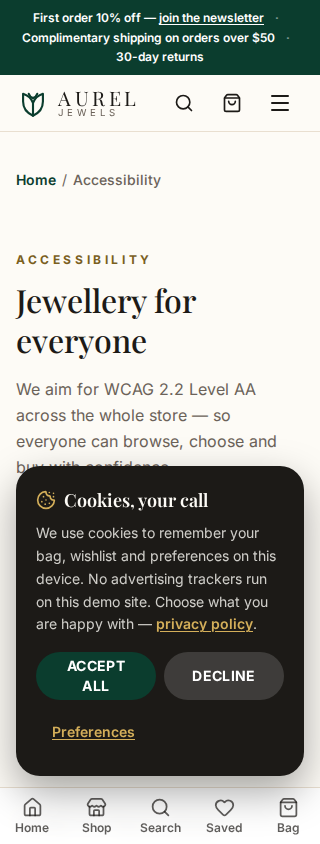 First order 10% off — join the newsletter ·
Complimentary shipping on orders over $50 ·
30-day returns
AUREL
JEWELS
Home / Accessibility
ACCESSIBILITY
Jewellery for
everyone
We aim for WCAG 2.2 Level AA
across the whole store — so
everyone can browse, choose and
buy with confidence.
Cookies, your call
We use cookies to remember your
bag, wishlist and preferences on this
device. No advertising trackers run
on this demo site. Choose what you
are happy with — privacy policy.
ACCEPT
ALL
DECLINE
Preferences
Home Shop Search Saved Bag